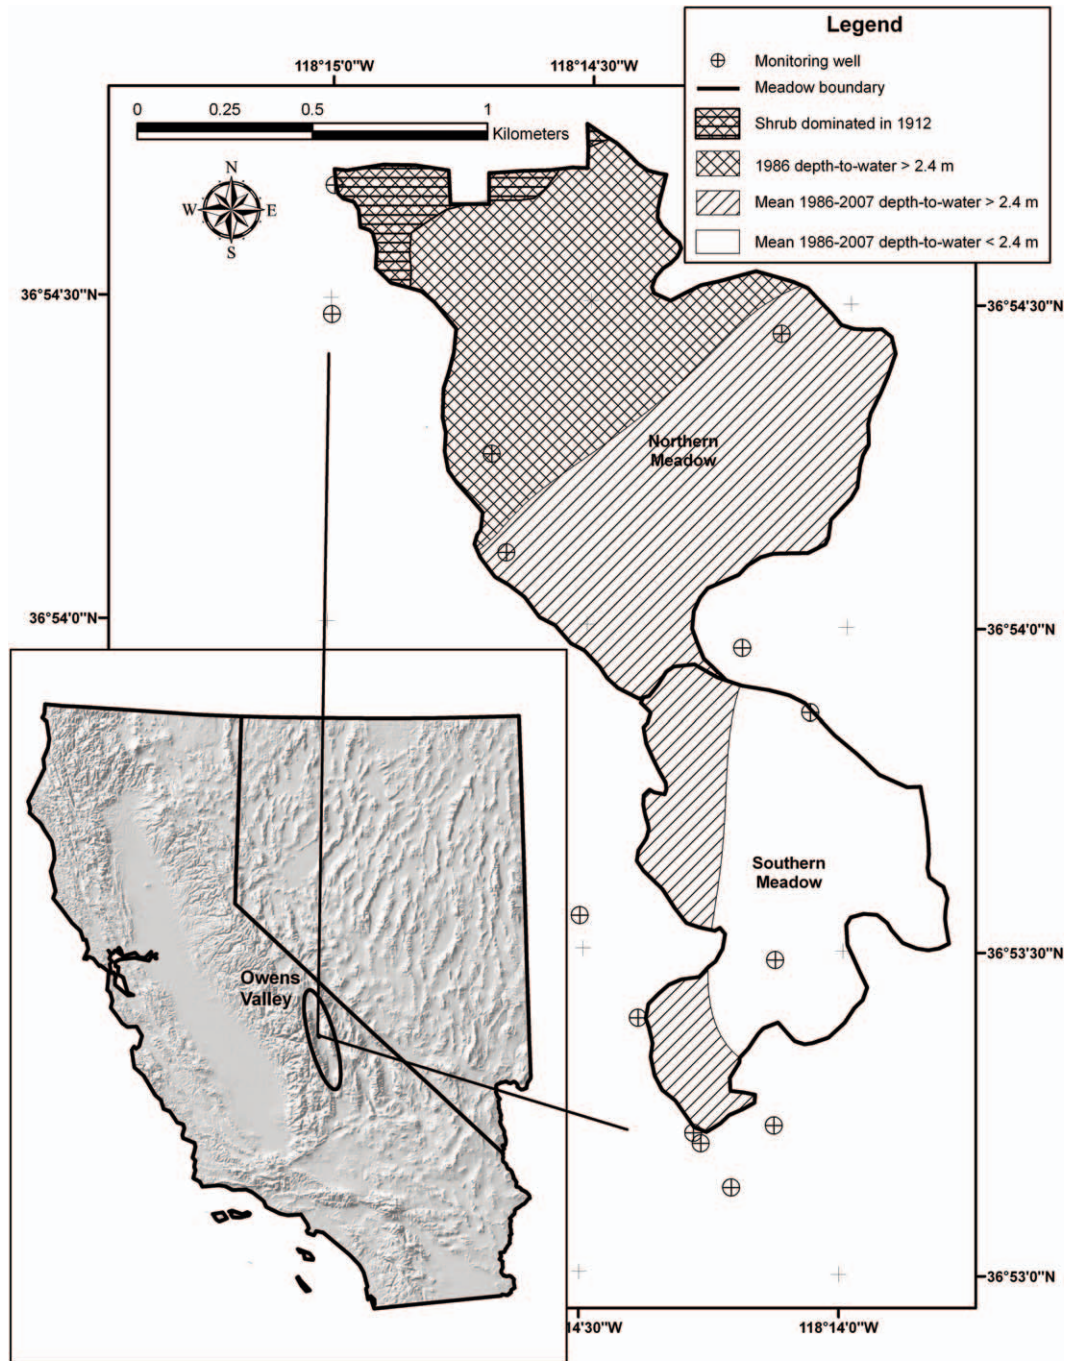 Legend
Monitoring well
Meadow boundary
Shrub dominated in 1912
1986 depth-to-water > 2.4 m
Mean 1986-2007 depth-to-water > 2.4 m
Mean 1986-2007 depth-to-water < 2.4 m
118°15'0"W
118°14'30"W
0 0.25 0.5 1
Kilometers
N
W E
S
36°54'30"N
36°54'30"N
Northern
Meadow
36°54'0"N
36°54'0"N
Southern
Meadow
36°53'30"N
Owens
Valley
36°53'0"N
14'30"W
118°14'0"W